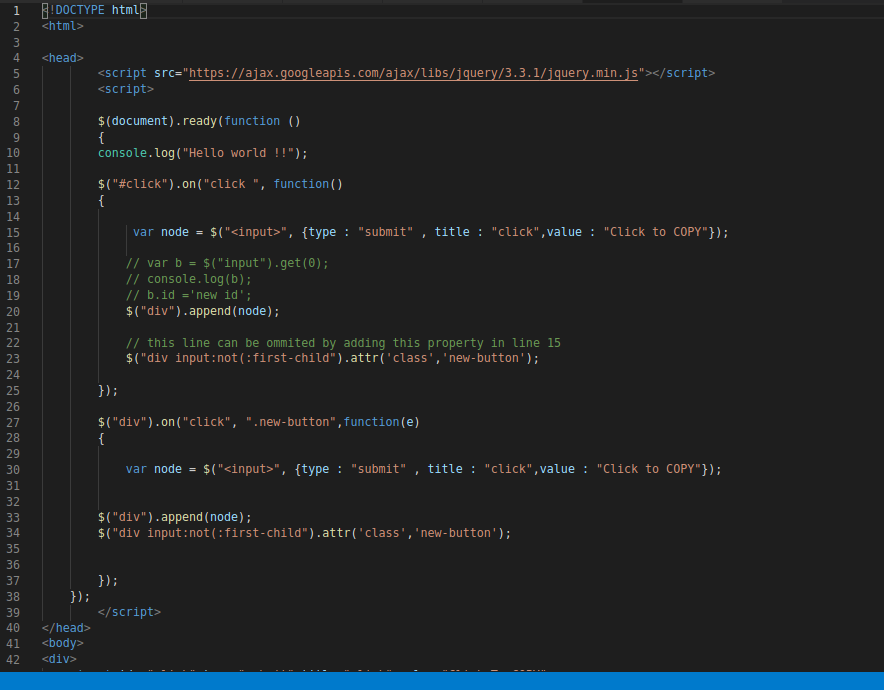 1 <!DOCTYPE html>
2 <html>
3
4 <head>
5 <script src="https://ajax.googleapis.com/ajax/libs/jquery/3.3.1/jquery.min.js"></script>
6 <script>
7
8 $(document).ready(function ()
9 {
10 console.log("Hello world !!");
11
12 $("#click").on("click ", function()
13 {
14
15 var node = $("<input>", {type : "submit" , title : "click",value : "Click to COPY"});
16
17 // var b = $("input").get(0);
18 // console.log(b);
19 // b.id ='new id';
20 $("div").append(node);
21
22 // this line can be ommited by adding this property in line 15
23 $("div input:not(:first-child").attr('class','new-button');
24
25 });
26
27 $("div").on("click", ".new-button",function(e)
28 {
29
30 var node = $("<input>", {type : "submit" , title : "click",value : "Click to COPY"});
31
32
33 $("div").append(node);
34 $("div input:not(:first-child").attr('class','new-button');
35
36
37 });
38 });
39 </script>
40 </head>
41 <body>
42 <div>